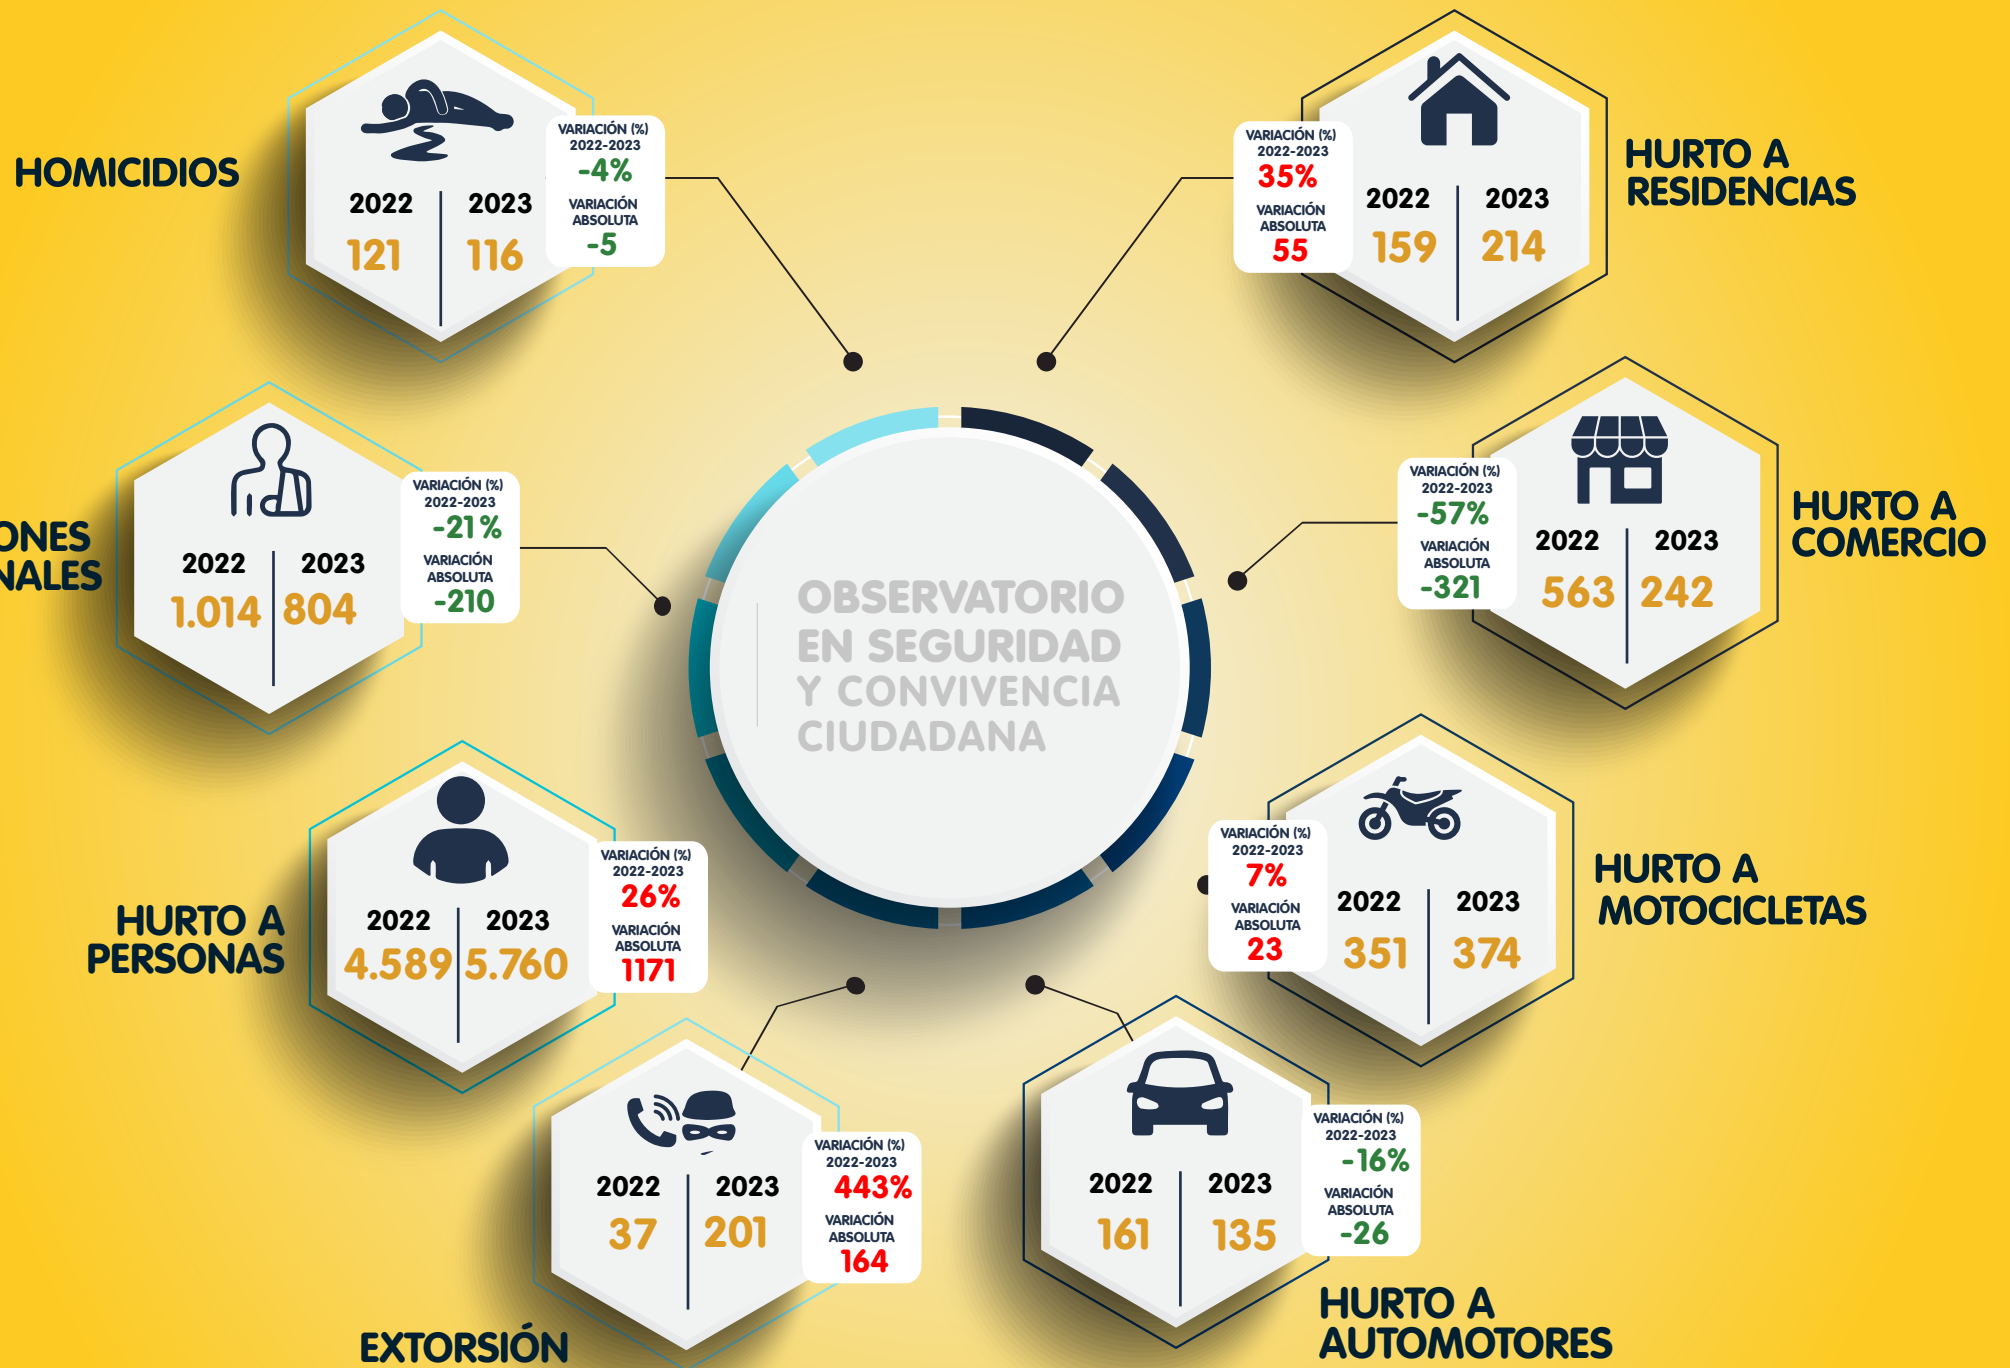 HOMICIDIOS
2022
2023
121
116
VARIACIÓN (%)
2022-2023
-4%
VARIACIÓN
ABSOLUTA
-5
HURTO A
RESIDENCIAS
VARIACIÓN (%)
2022-2023
35%
VARIACIÓN
ABSOLUTA
55
2022
2023
159
214
ONES
NALES
2022
2023
1.014
804
VARIACIÓN (%)
2022-2023
-21%
VARIACIÓN
ABSOLUTA
-210
OBSERVATORIO
EN SEGURIDAD
Y CONVIVENCIA
CIUDADANA
VARIACIÓN (%)
2022-2023
-57%
VARIACIÓN
ABSOLUTA
-321
2022
2023
563
242
HURTO A
COMERCIO
HURTO A
PERSONAS
2022
2023
4.589
5.760
VARIACIÓN (%)
2022-2023
26%
VARIACIÓN
ABSOLUTA
1171
VARIACIÓN (%)
2022-2023
7%
VARIACIÓN
ABSOLUTA
23
2022
2023
351
374
HURTO A
MOTOCICLETAS
2022
2023
37
201
VARIACIÓN (%)
2022-2023
443%
VARIACIÓN
ABSOLUTA
164
EXTORSIÓN
2022
2023
161
135
VARIACIÓN (%)
2022-2023
-16%
VARIACIÓN
ABSOLUTA
-26
HURTO A
AUTOMOTORES